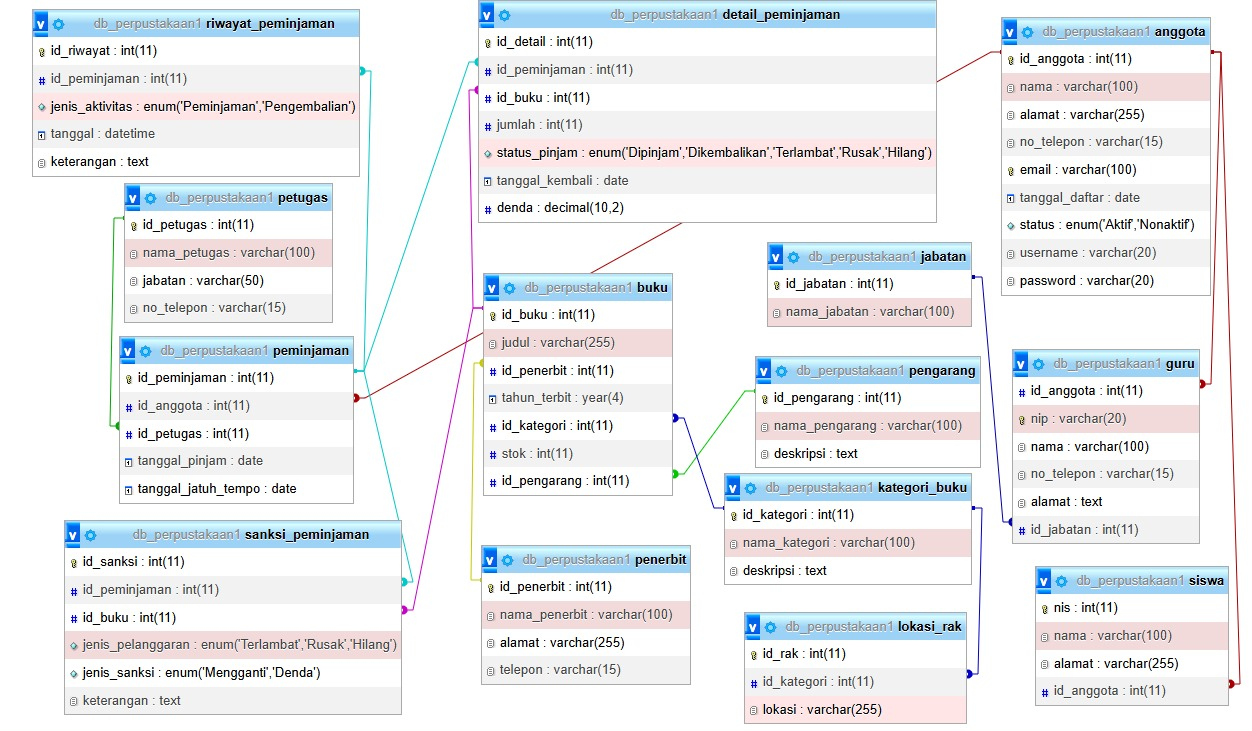 db_perpustakaan1 riwayat_peminjaman
id_riwayat : int(11)
id_peminjaman : int(11)
jenis_aktivitas : enum('Peminjaman','Pengembalian')
tanggal : datetime
keterangan : text
db_perpustakaan1 detail_peminjaman
id_detail : int(11)
id_peminjaman : int(11)
id_buku : int(11)
jumlah : int(11)
status_pinjam : enum('Dipinjam','Dikembalikan','Terlambat','Rusak','Hilang')
tanggal_kembali : date
denda : decimal(10,2)
db_perpustakaan1 anggota
id_anggota : int(11)
nama : varchar(100)
alamat : varchar(255)
no_telepon : varchar(15)
email : varchar(100)
tanggal_daftar : date
status : enum('Aktif','Nonaktif')
username : varchar(20)
password : varchar(20)
db_perpustakaan1 petugas
id_petugas : int(11)
nama_petugas : varchar(100)
jabatan : varchar(50)
no_telepon : varchar(15)
db_perpustakaan1 jabatan
id_jabatan : int(11)
nama_jabatan : varchar(100)
db_perpustakaan1 buku
id_buku : int(11)
judul : varchar(255)
id_penerbit : int(11)
tahun_terbit : year(4)
id_kategori : int(11)
stok : int(11)
id_pengarang : int(11)
db_perpustakaan1 peminjaman
id_peminjaman : int(11)
id_anggota : int(11)
id_petugas : int(11)
tanggal_pinjam : date
tanggal_jatuh_tempo : date
db_perpustakaan1 pengarang
id_pengarang : int(11)
nama_pengarang : varchar(100)
deskripsi : text
db_perpustakaan1 guru
id_anggota : int(11)
nip : varchar(20)
nama : varchar(100)
no_telepon : varchar(15)
alamat : text
id_jabatan : int(11)
db_perpustakaan1 kategori_buku
id_kategori : int(11)
nama_kategori : varchar(100)
deskripsi : text
db_perpustakaan1 sanksi_peminjaman
id_sanksi : int(11)
id_peminjaman : int(11)
id_buku : int(11)
jenis_pelanggaran : enum('Terlambat','Rusak','Hilang')
jenis_sanksi : enum('Mengganti','Denda')
keterangan : text
db_perpustakaan1 penerbit
id_penerbit : int(11)
nama_penerbit : varchar(100)
alamat : varchar(255)
telepon : varchar(15)
db_perpustakaan1 lokasi_rak
id_rak : int(11)
id_kategori : int(11)
lokasi : varchar(255)
db_perpustakaan1 siswa
nis : int(11)
nama : varchar(100)
alamat : varchar(255)
id_anggota : int(11)